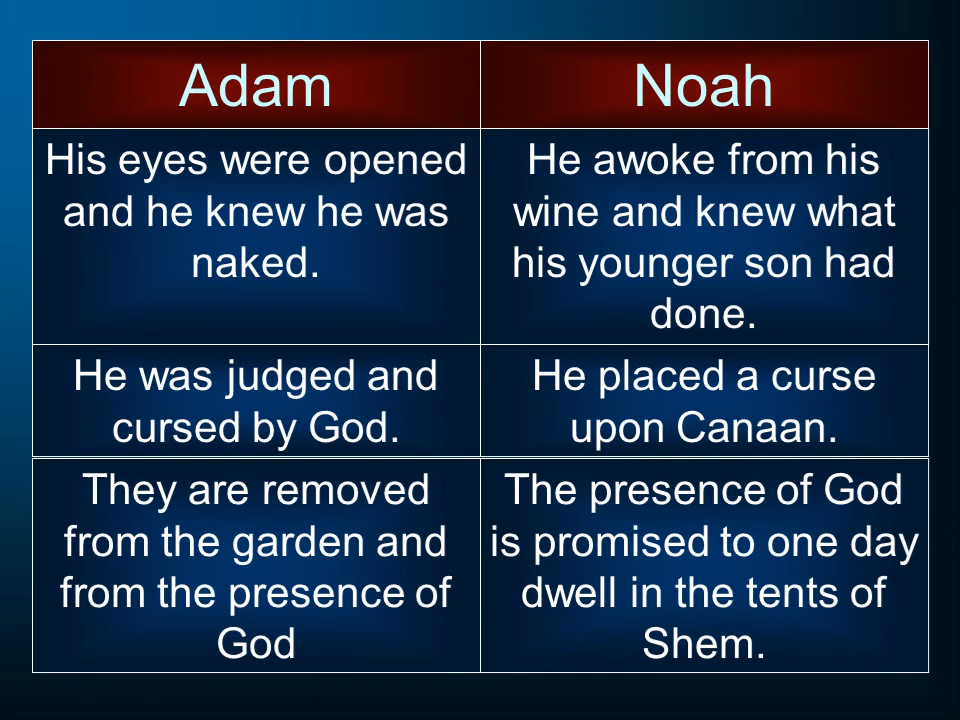 Adam
Noah
His eyes were opened
and he knew he was
naked.
He awoke from his
wine and knew what
his younger son had
done.
He was judged and
cursed by God.
He placed a curse
upon Canaan.
They are removed
from the garden and
from the presence of
God
The presence of God
is promised to one day
dwell in the tents of
Shem.